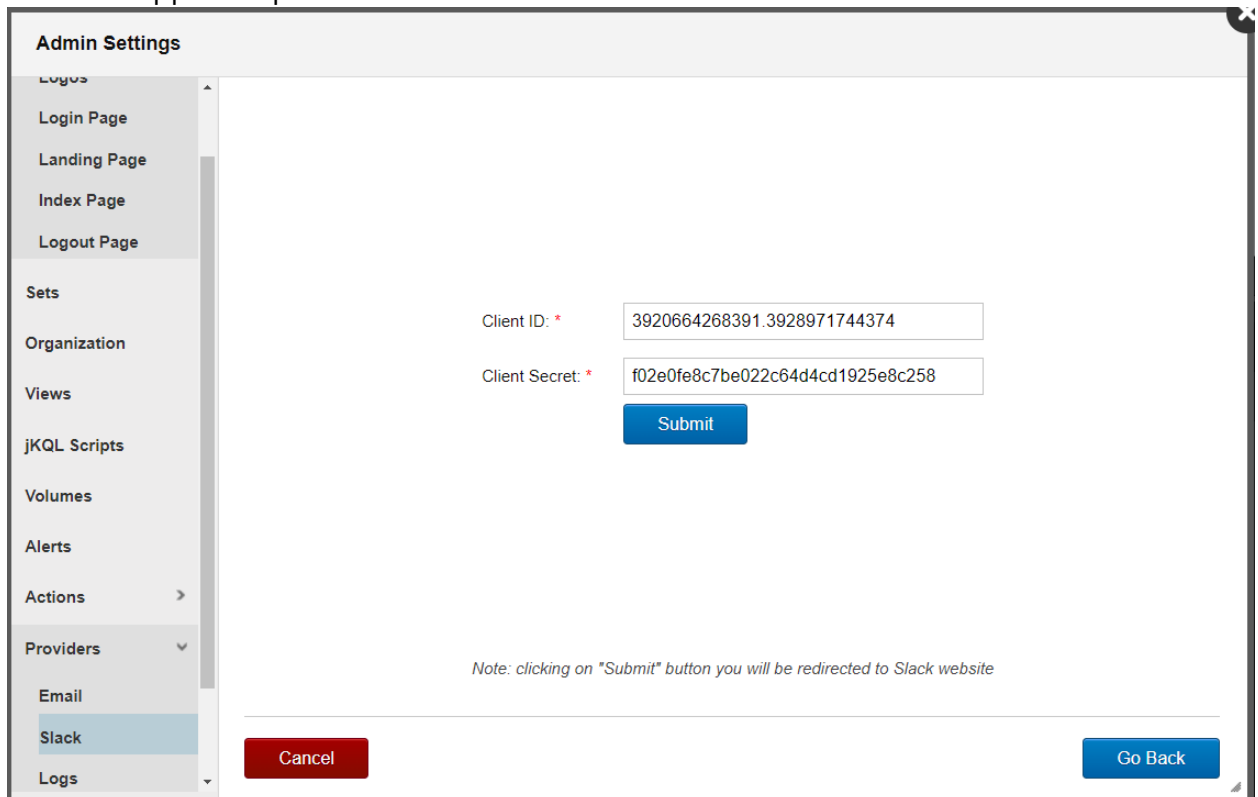 Admin Settings
Logos
Login Page
Landing Page
Index Page
Logout Page
Sets
Organization
Views
jKQL Scripts
Volumes
Alerts
Actions
Providers
Email
Slack
Logs
Client ID: *
3920664268391.3928971744374
Client Secret: *
f02e0fe8c7be022c64d4cd1925e8c258
Submit
Note: clicking on "Submit" button you will be redirected to Slack website
Cancel
Go Back